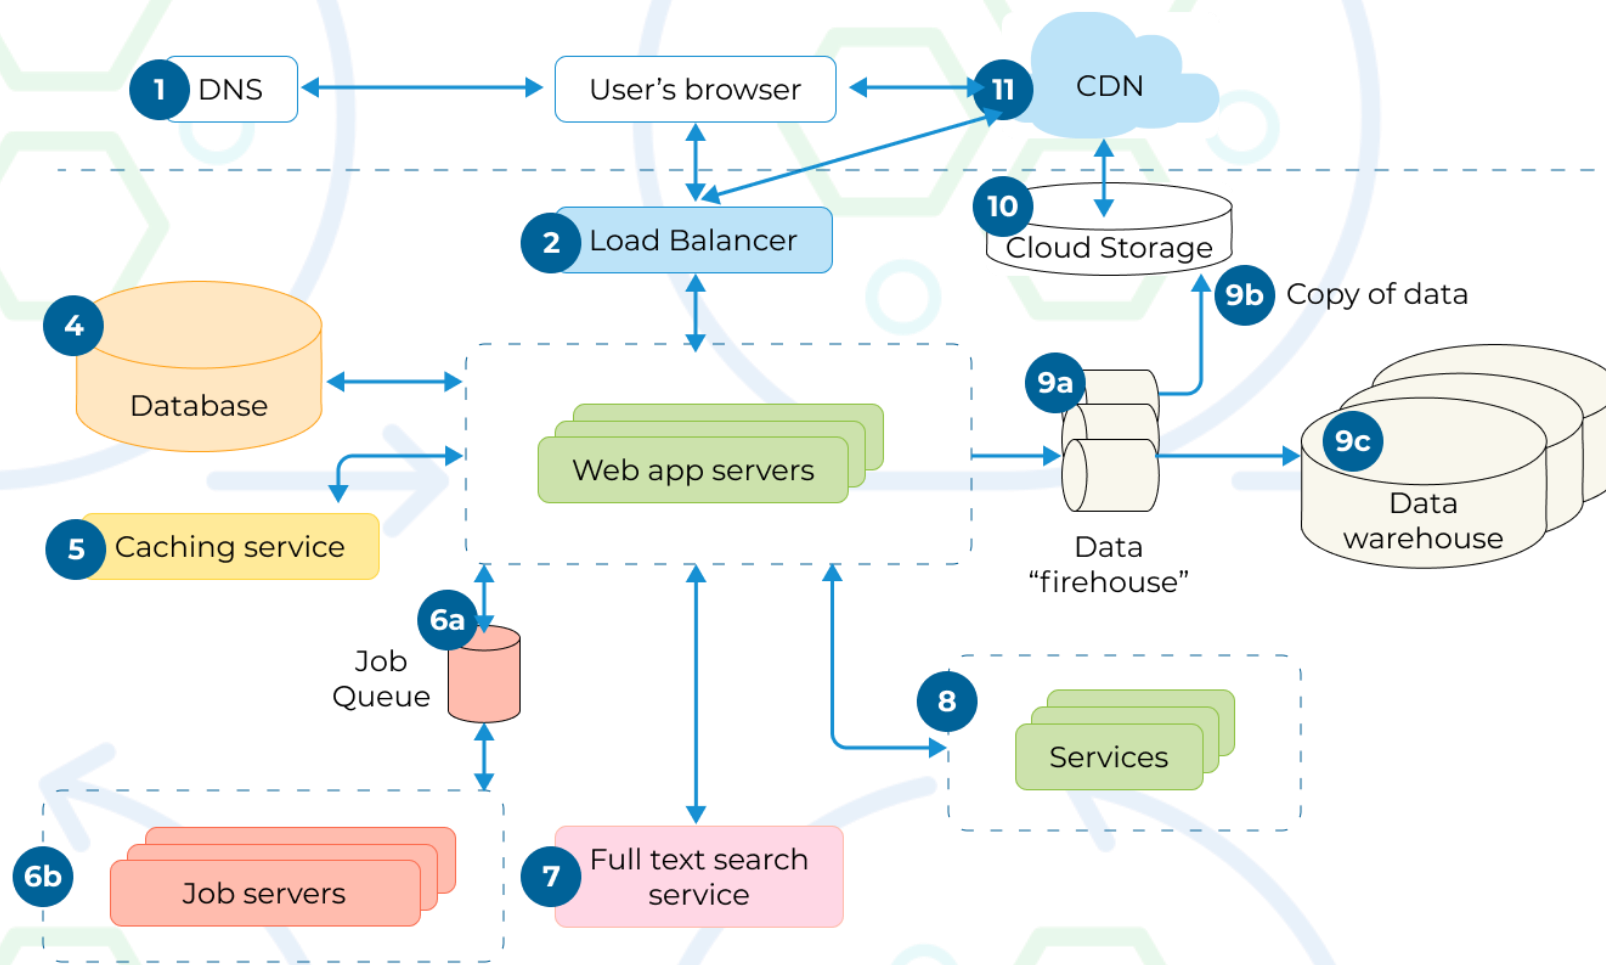 1
DNS
User's browser
11
CDN
2
Load Balancer
10
Cloud Storage
9b
Copy of data
4
Database
9a
9c
Web app servers
Data
warehouse
5
Caching service
Data
“firehouse”
6a
Job
Queue
8
Services
6b
Job servers
7
Full text search
service